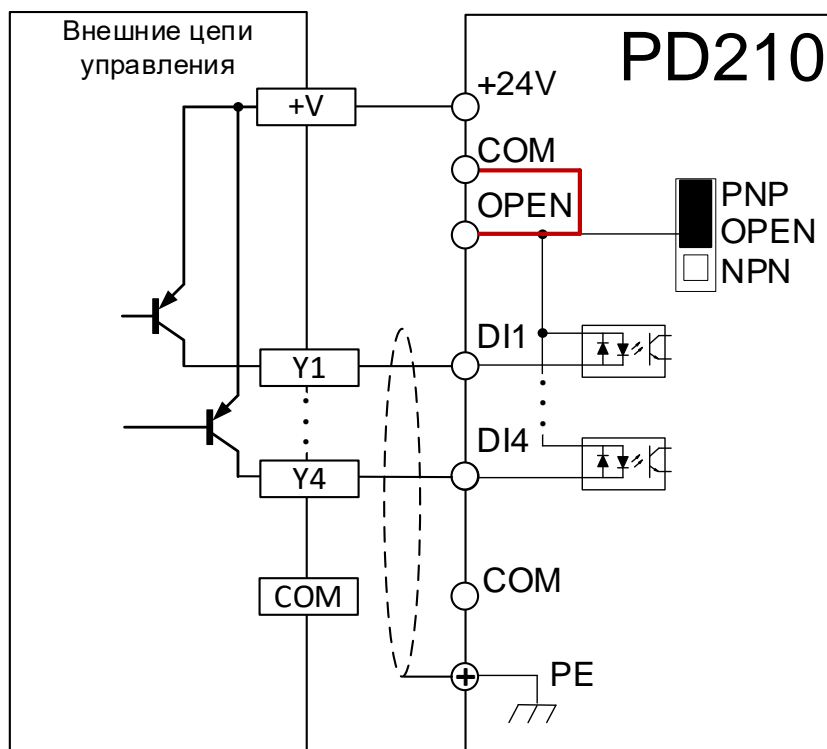 Внешние цепи
управления
PD210
+V
+24V
COM
OPEN
PNP
OPEN
NPN
Y1
DI1
Y4
DI4
COM
COM
PE